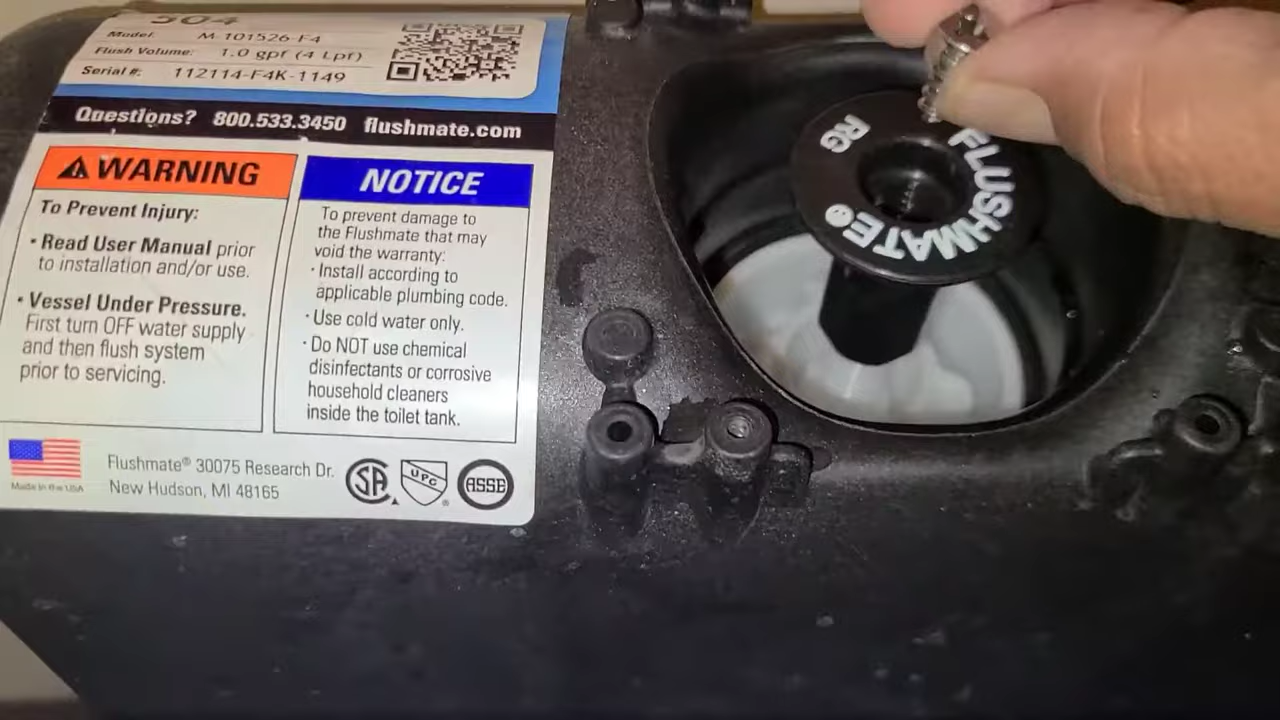 504
Model: M-101526-F4
Flush Volume: 1.0 gpf (4 Lpf)
Serial #: 112114-F4K-1149
Questions? 800.533.3450 flushmate.com
WARNING
To Prevent Injury:
• Read User Manual prior
to installation and/or use.
• Vessel Under Pressure.
First turn OFF water supply
and then flush system
prior to servicing.
NOTICE
To prevent damage to
the Flushmate that may
void the warranty:
· Install according to
applicable plumbing code.
· Use cold water only.
· Do NOT use chemical
disinfectants or corrosive
household cleaners
inside the toilet tank.
Made in the USA
Flushmate® 30075 Research Dr.
New Hudson, MI 48165
SA
UPC
®
ASSE
RG
FLUSHMATE®